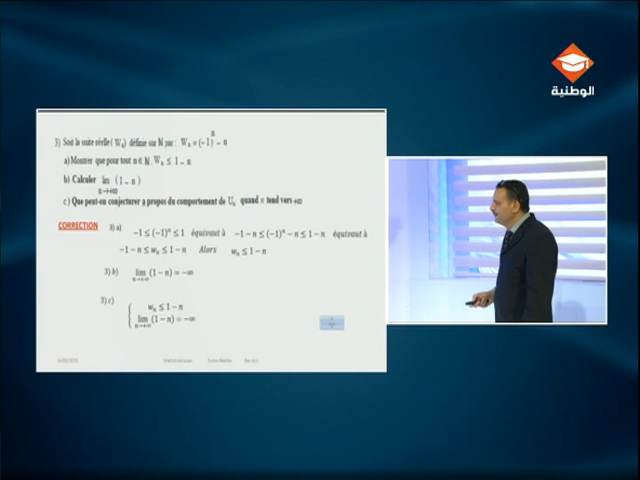 الوطنية
3) Soit la suite réelle ( Wₙ ) définie sur ℕ par : Wₙ = (-1)ⁿ - n
a) Montrer que pour tout n ∈ ℕ. Wₙ ≤ 1 - n
b) Calculer lim (1 - n)
n→+∞
c) Que peut-on conjecturer a propos du comportement de Uₙ quand n tend vers +∞
CORRECTION 3) a)
-1 ≤ (-1)ⁿ ≤ 1 équivaut à -1 - n ≤ (-1)ⁿ - n ≤ 1 - n équivaut à
-1 - n ≤ wₙ ≤ 1 - n Alors wₙ ≤ 1 - n
3) b) lim (1 - n) = -∞
n→+∞
3) c) { wₙ ≤ 1 - n
lim (1 - n) = -∞
n→+∞